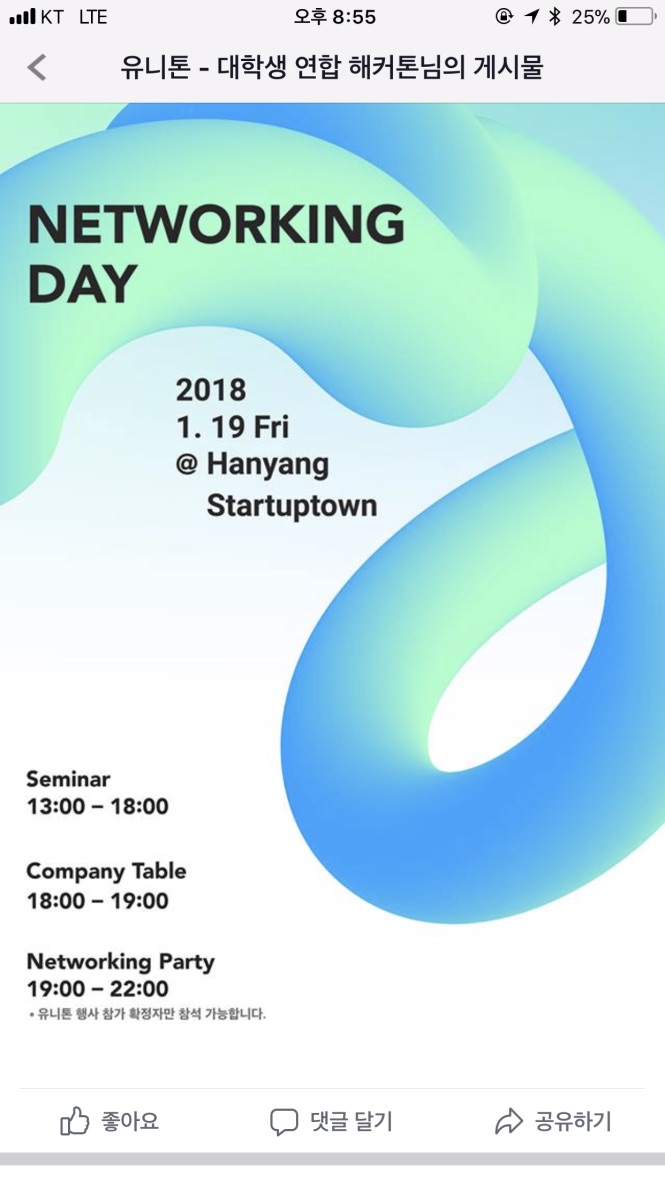 KT LTE 오후 8:55 25%
유니톤 - 대학생 연합 해커톤님의 게시물
NETWORKING
DAY
2018
1. 19 Fri
@ Hanyang
Startuptown
Seminar
13:00 – 18:00
Company Table
18:00 – 19:00
Networking Party
19:00 – 22:00
• 유니톤 행사 참가 확정자만 참석 가능합니다.
좋아요 댓글 달기 공유하기